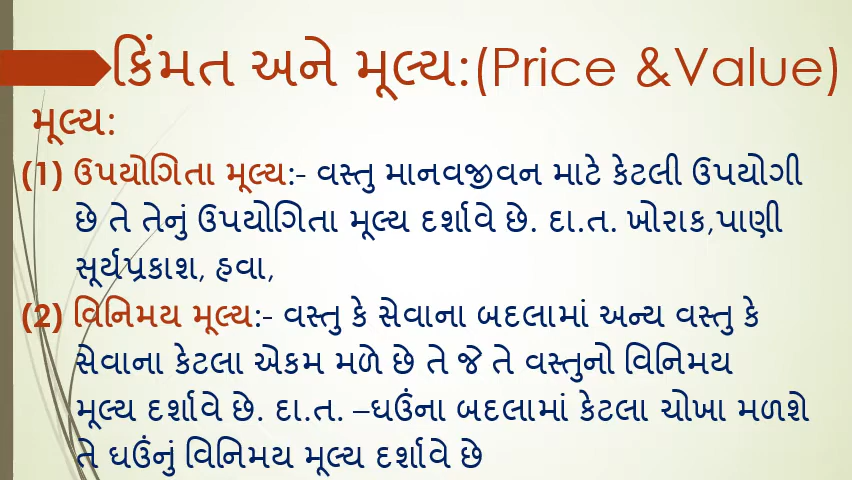 કિંમત અને મૂલ્ય:(Price &Value)
મૂલ્ય:
(1) ઉપયોગિતા મૂલ્ય:- વસ્તુ માનવજીવન માટે કેટલી ઉપયોગી
છે તે તેનું ઉપયોગિતા મૂલ્ય દર્શાવે છે. દા.ત. ખોરાક,પાણી
સૂર્યપ્રકાશ, હવા,
(2) વિનિમય મૂલ્ય:- વસ્તુ કે સેવાના બદલામાં અન્ય વસ્તુ કે
સેવાના કેટલા એકમ મળે છે તે જે તે વસ્તુનો વિનિમય
મૂલ્ય દર્શાવે છે. દા.ત. –ઘઉંના બદલામાં કેટલા ચોખા મળશે
તે ઘઉંનું વિનિમય મૂલ્ય દર્શાવે છે